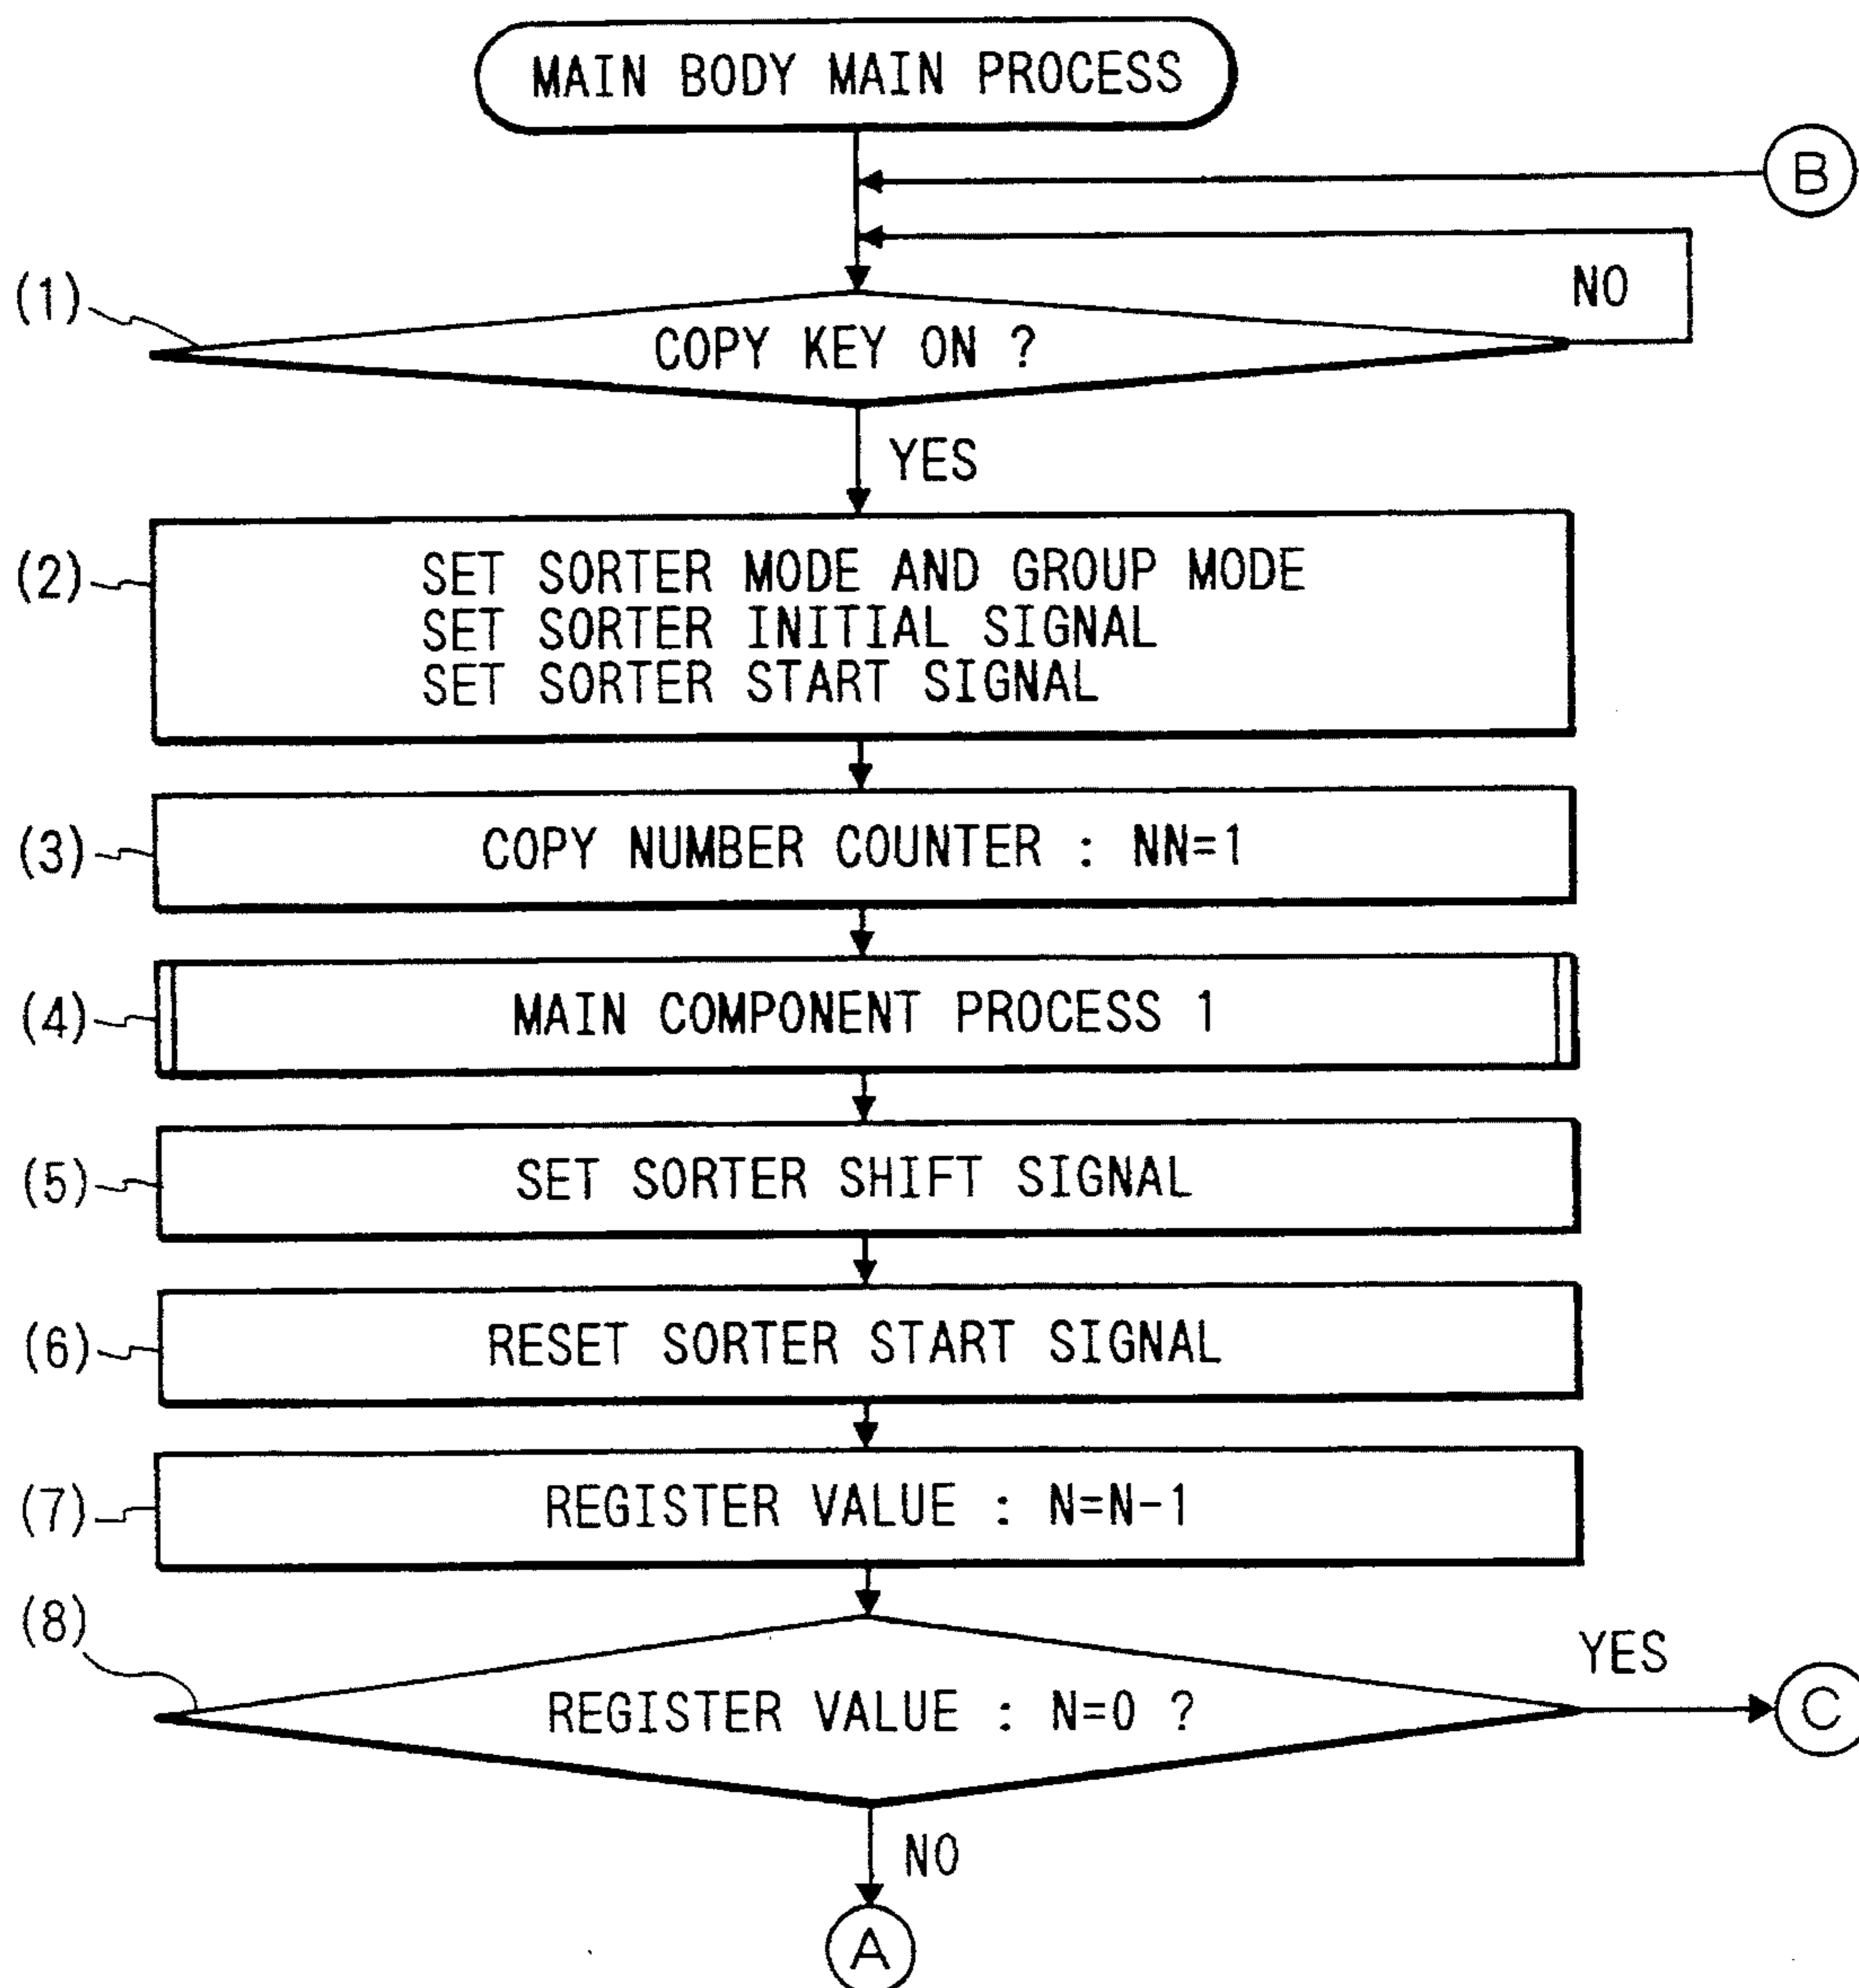 MAIN BODY MAIN PROCESS
B
(1)
COPY KEY ON ?
NO
YES
(2)
SET SORTER MODE AND GROUP MODE
SET SORTER INITIAL SIGNAL
SET SORTER START SIGNAL
(3)
COPY NUMBER COUNTER : NN=1
(4)
MAIN COMPONENT PROCESS 1
(5)
SET SORTER SHIFT SIGNAL
(6)
RESET SORTER START SIGNAL
(7)
REGISTER VALUE : N=N-1
(8)
REGISTER VALUE : N=0 ?
YES
C
NO
A